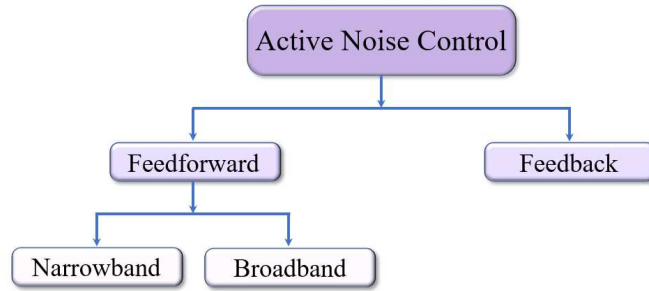 Active Noise Control
Feedforward
Feedback
Narrowband
Broadband